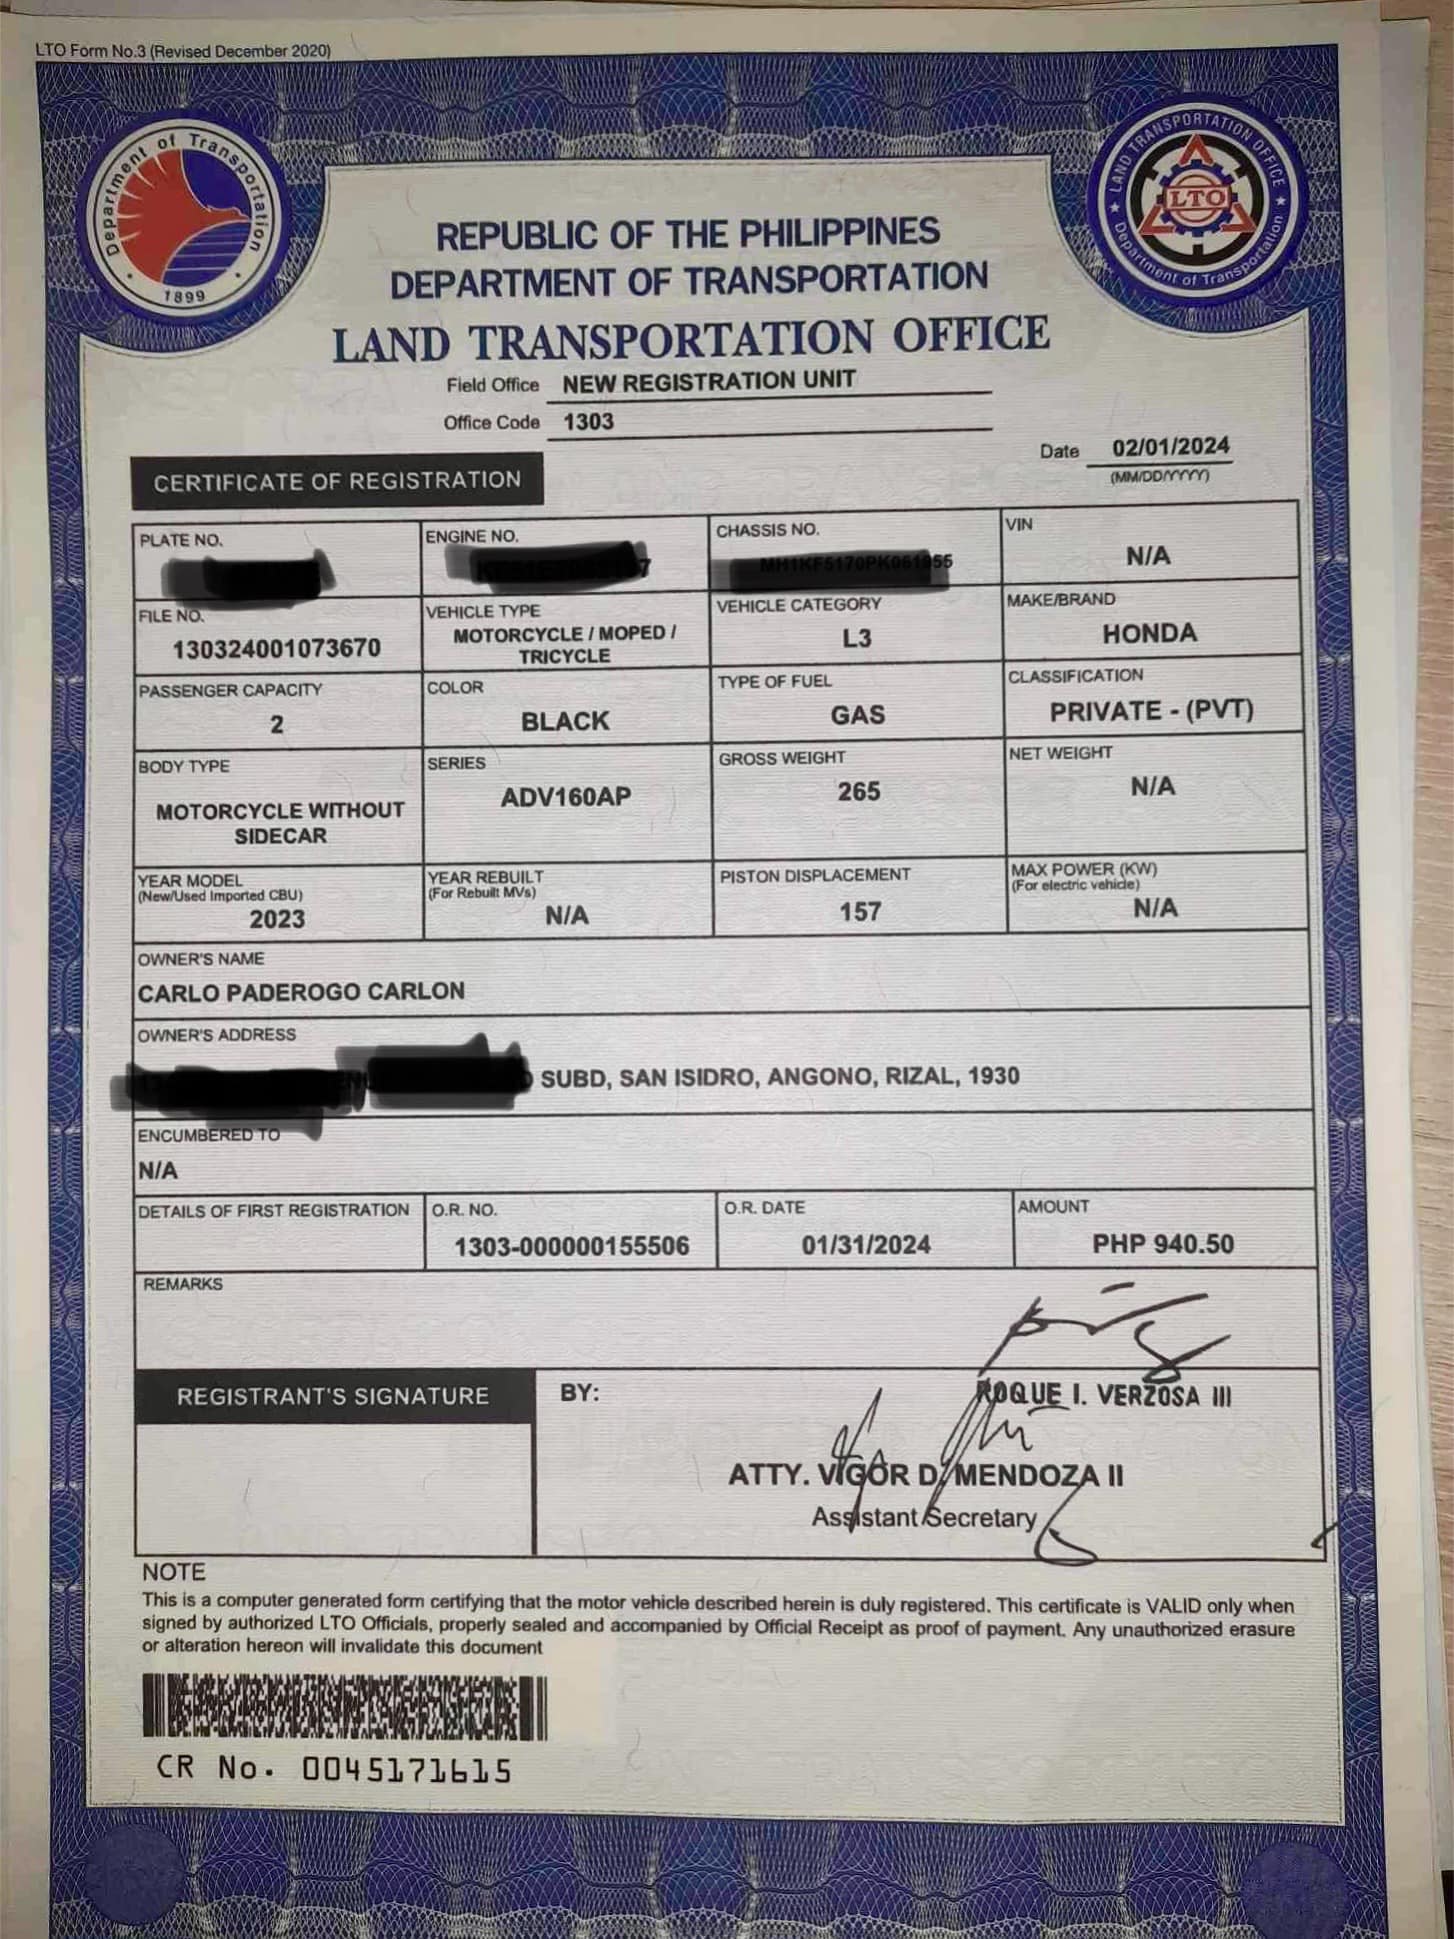 LTO Form No.3 (Revised December 2020)
Department of Transportation
1899
LAND TRANSPORTATION OFFICE
LTO
Department of Transportation
REPUBLIC OF THE PHILIPPINES
DEPARTMENT OF TRANSPORTATION
LAND TRANSPORTATION OFFICE
Field Office NEW REGISTRATION UNIT
Office Code 1303
Date 02/01/2024
(MM/DD/YYYY)
CERTIFICATE OF REGISTRATION
PLATE NO. ENGINE NO. CHASSIS NO. VIN
N/A
FILE NO. VEHICLE TYPE VEHICLE CATEGORY MAKE/BRAND
130324001073670 MOTORCYCLE / MOPED / TRICYCLE L3 HONDA
PASSENGER CAPACITY COLOR TYPE OF FUEL CLASSIFICATION
2 BLACK GAS PRIVATE - (PVT)
BODY TYPE SERIES GROSS WEIGHT NET WEIGHT
MOTORCYCLE WITHOUT SIDECAR ADV160AP 265 N/A
YEAR MODEL YEAR REBUILT PISTON DISPLACEMENT MAX POWER (KW)
(New/Used Imported CBU) (For Rebuilt MVs) (For electric vehicle)
2023 N/A 157 N/A
OWNER'S NAME
CARLO PADEROGO CARLON
OWNER'S ADDRESS
SUBD, SAN ISIDRO, ANGONO, RIZAL, 1930
ENCUMBERED TO
N/A
DETAILS OF FIRST REGISTRATION O.R. NO. O.R. DATE AMOUNT
1303-000000155506 01/31/2024 PHP 940.50
REMARKS
REGISTRANT'S SIGNATURE BY: ROQUE I. VERZOSA III
ATTY. VIGOR D. MENDOZA II
Assistant Secretary
NOTE
This is a computer generated form certifying that the motor vehicle described herein is duly registered. This certificate is VALID only when
signed by authorized LTO Officials, properly sealed and accompanied by Official Receipt as proof of payment. Any unauthorized erasure
or alteration hereon will invalidate this document
CR No. 0045171615